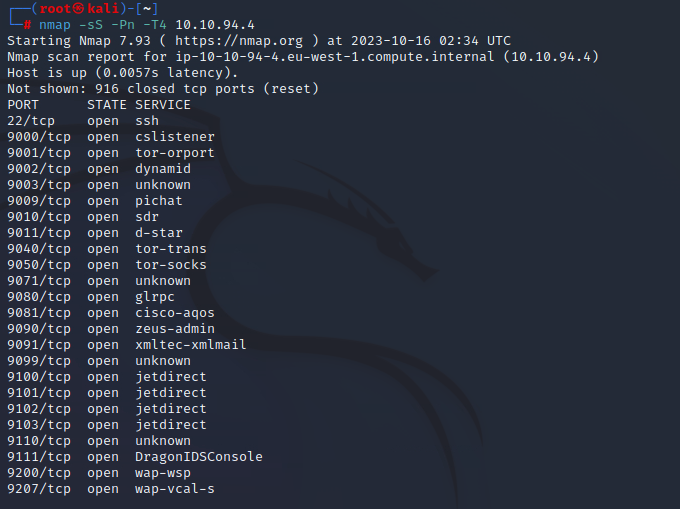 ┌──(root㉿kali)-[~]
└─# nmap -sS -Pn -T4 10.10.94.4
Starting Nmap 7.93 ( https://nmap.org ) at 2023-10-16 02:34 UTC
Nmap scan report for ip-10-10-94-4.eu-west-1.compute.internal (10.10.94.4)
Host is up (0.0057s latency).
Not shown: 916 closed tcp ports (reset)
PORT     STATE SERVICE
22/tcp   open  ssh
9000/tcp open  cslistener
9001/tcp open  tor-orport
9002/tcp open  dynamid
9003/tcp open  unknown
9009/tcp open  pichat
9010/tcp open  sdr
9011/tcp open  d-star
9040/tcp open  tor-trans
9050/tcp open  tor-socks
9071/tcp open  unknown
9080/tcp open  glrpc
9081/tcp open  cisco-aqos
9090/tcp open  zeus-admin
9091/tcp open  xmltec-xmlmail
9099/tcp open  unknown
9100/tcp open  jetdirect
9101/tcp open  jetdirect
9102/tcp open  jetdirect
9103/tcp open  jetdirect
9110/tcp open  unknown
9111/tcp open  DragonIDSConsole
9200/tcp open  wap-wsp
9207/tcp open  wap-vcal-s